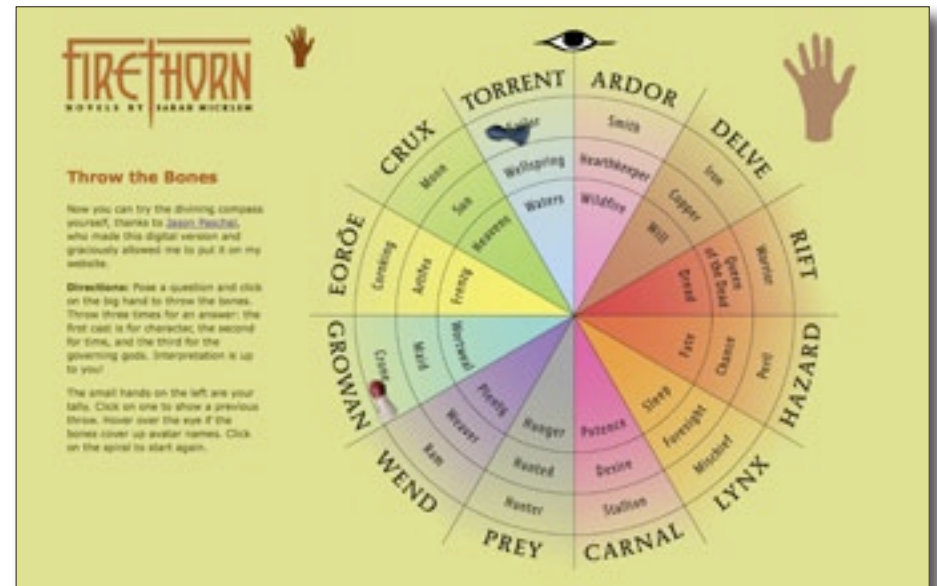 FIRETHORN
NOVELS BY SARAH MICKLEM
Throw the Bones
Now you can try the divining compass
yourself, thanks to Jason Paschel,
who made this digital version and
graciously allowed me to put it on my
website.
Directions: Pose a question and click
on the big hand to throw the bones.
Throw three times for an answer: the
first cast is for character, the second
for time, and the third for the
governing gods. Interpretation is up
to you!
The small hands on the left are your
tally. Click on one to show a previous
throw. Hover over the eye if the
bones cover up avatar names. Click
on the spiral to start again.
TORRENT
Wellspring
Waters
ARDOR
Smith
Hearthkeeper
Wildfire
DELVE
Iron
Copper
Will
RIFT
Warrior
Queen
of the Dead
Dread
HAZARD
Peril
Chance
Fate
LYNX
Mischief
Foresight
Sleep
CARNAL
Stallion
Desire
Potence
PREY
Hunter
Hunted
Hunger
WEND
Ram
Weaver
Plenty
GROWAN
Crone
Maid
Wortweal
EORÖE
Cornking
Artifex
Frenzy
CRUX
Moon
Sun
Heavens